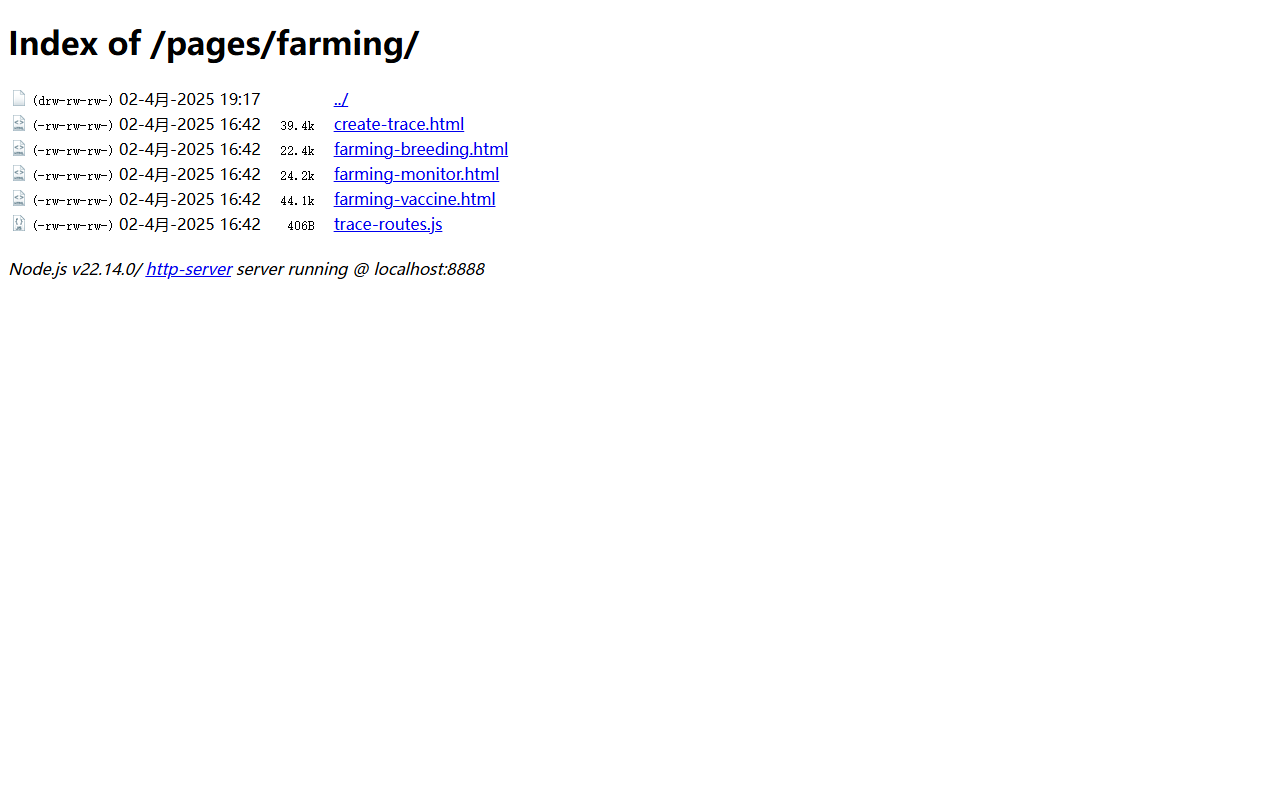 Index of /pages/farming/
(drw-rw-rw-) 02-4月-2025 19:17 ../
(-rw-rw-rw-) 02-4月-2025 16:42 39.4k create-trace.html
(-rw-rw-rw-) 02-4月-2025 16:42 22.4k farming-breeding.html
(-rw-rw-rw-) 02-4月-2025 16:42 24.2k farming-monitor.html
(-rw-rw-rw-) 02-4月-2025 16:42 44.1k farming-vaccine.html
(-rw-rw-rw-) 02-4月-2025 16:42 406B trace-routes.js
Node.js v22.14.0/ http-server server running @ localhost:8888